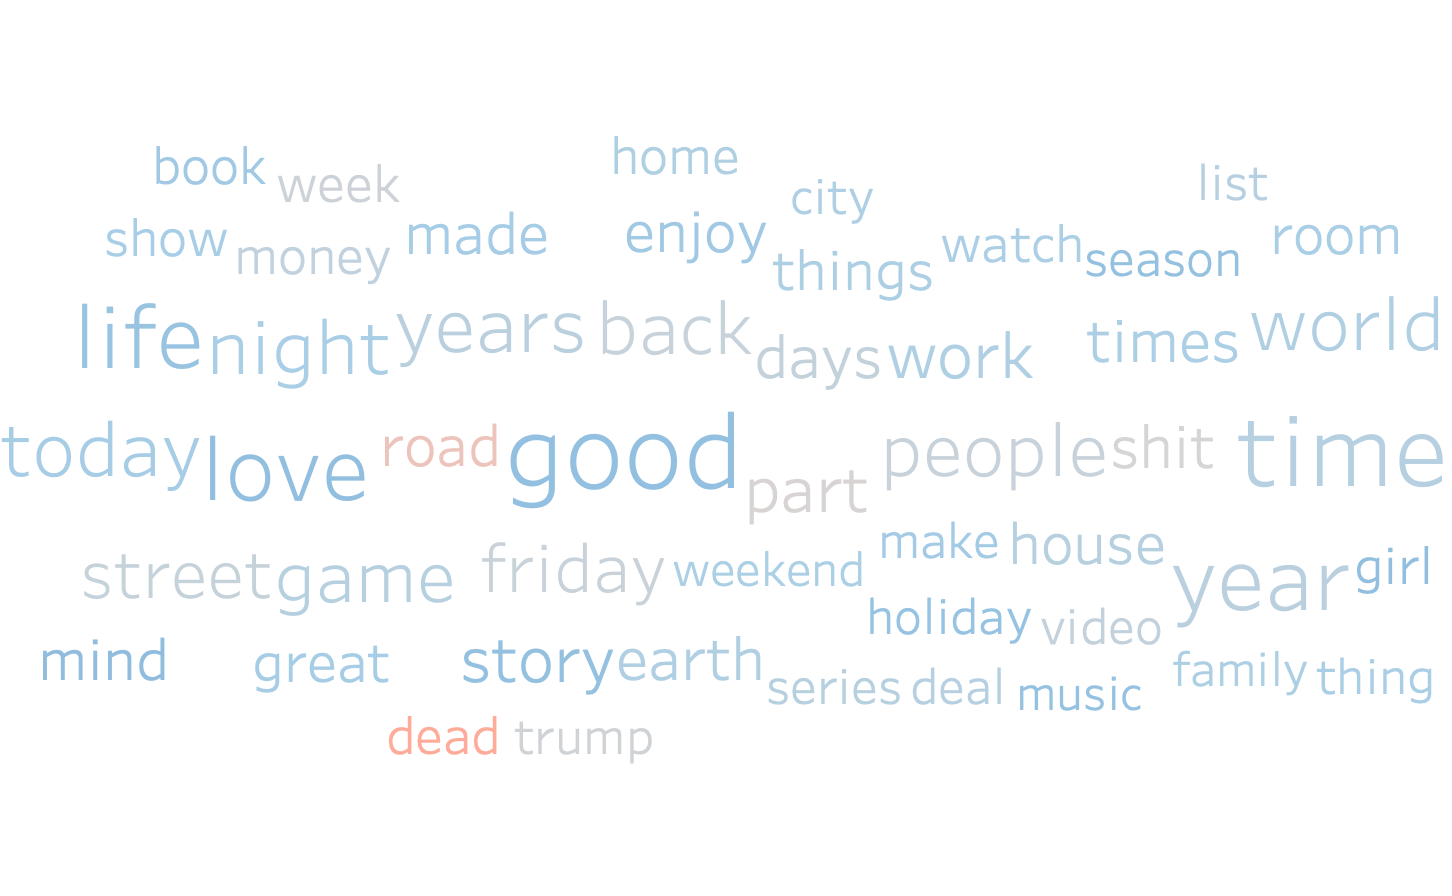 book week home city list
show money made enjoy things watch season room
life night years back days work times world
today love road good part people shit time
street game friday weekend make house year girl
mind great story earth holiday video family thing
series deal music
dead trump